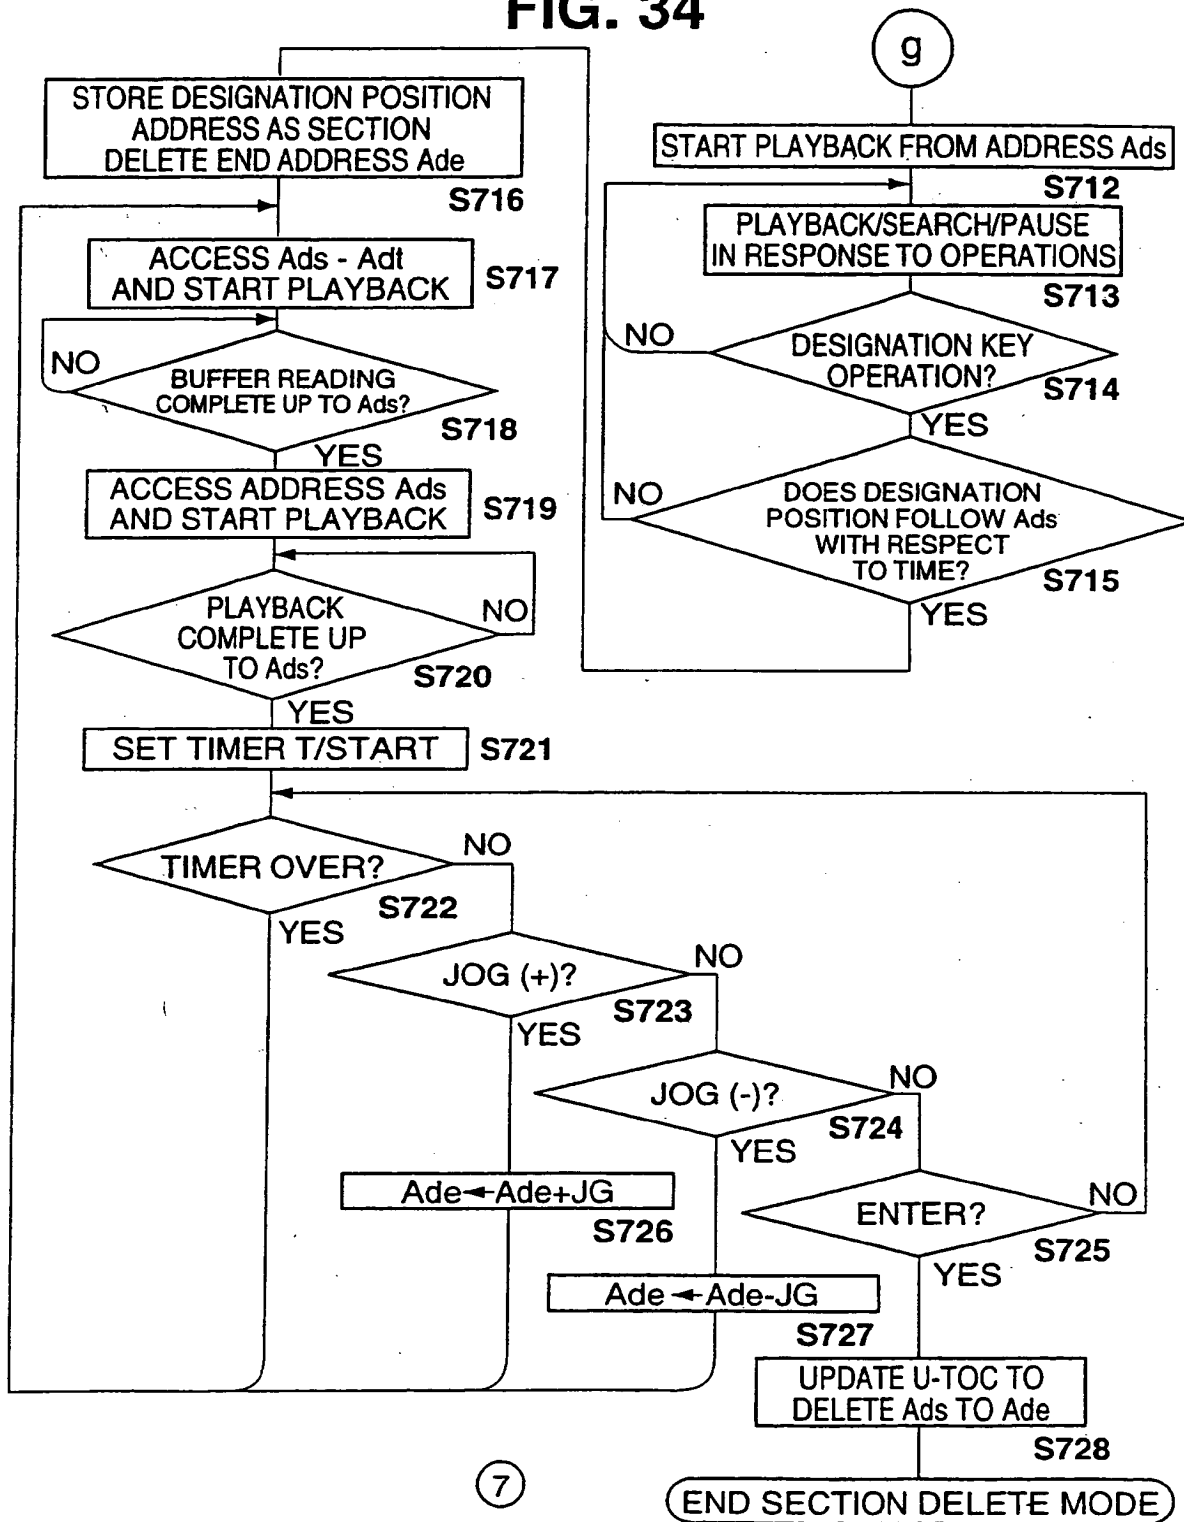 FIG. 34
g
START PLAYBACK FROM ADDRESS Ads
S712
PLAYBACK/SEARCH/PAUSE
IN RESPONSE TO OPERATIONS
S713
NO
DESIGNATION KEY
OPERATION?
S714
YES
NO
DOES DESIGNATION
POSITION FOLLOW Ads
WITH RESPECT
TO TIME?
S715
YES
STORE DESIGNATION POSITION
ADDRESS AS SECTION
DELETE END ADDRESS Ade
S716
ACCESS Ads - Adt
AND START PLAYBACK
S717
NO
BUFFER READING
COMPLETE UP TO Ads?
S718
YES
ACCESS ADDRESS Ads
AND START PLAYBACK
S719
PLAYBACK
COMPLETE UP
TO Ads?
NO
S720
YES
SET TIMER T/START
S721
TIMER OVER?
NO
S722
YES
JOG (+)?
NO
S723
YES
JOG (-)?
NO
S724
YES
Ade←Ade+JG
S726
ENTER?
NO
S725
YES
Ade←Ade-JG
S727
UPDATE U-TOC TO
DELETE Ads TO Ade
S728
7
END SECTION DELETE MODE